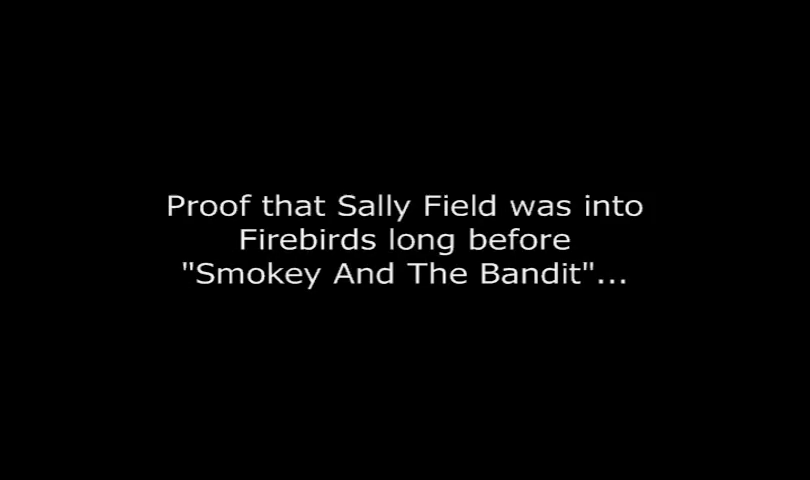 Proof that Sally Field was into
Firebirds long before
"Smokey And The Bandit"...